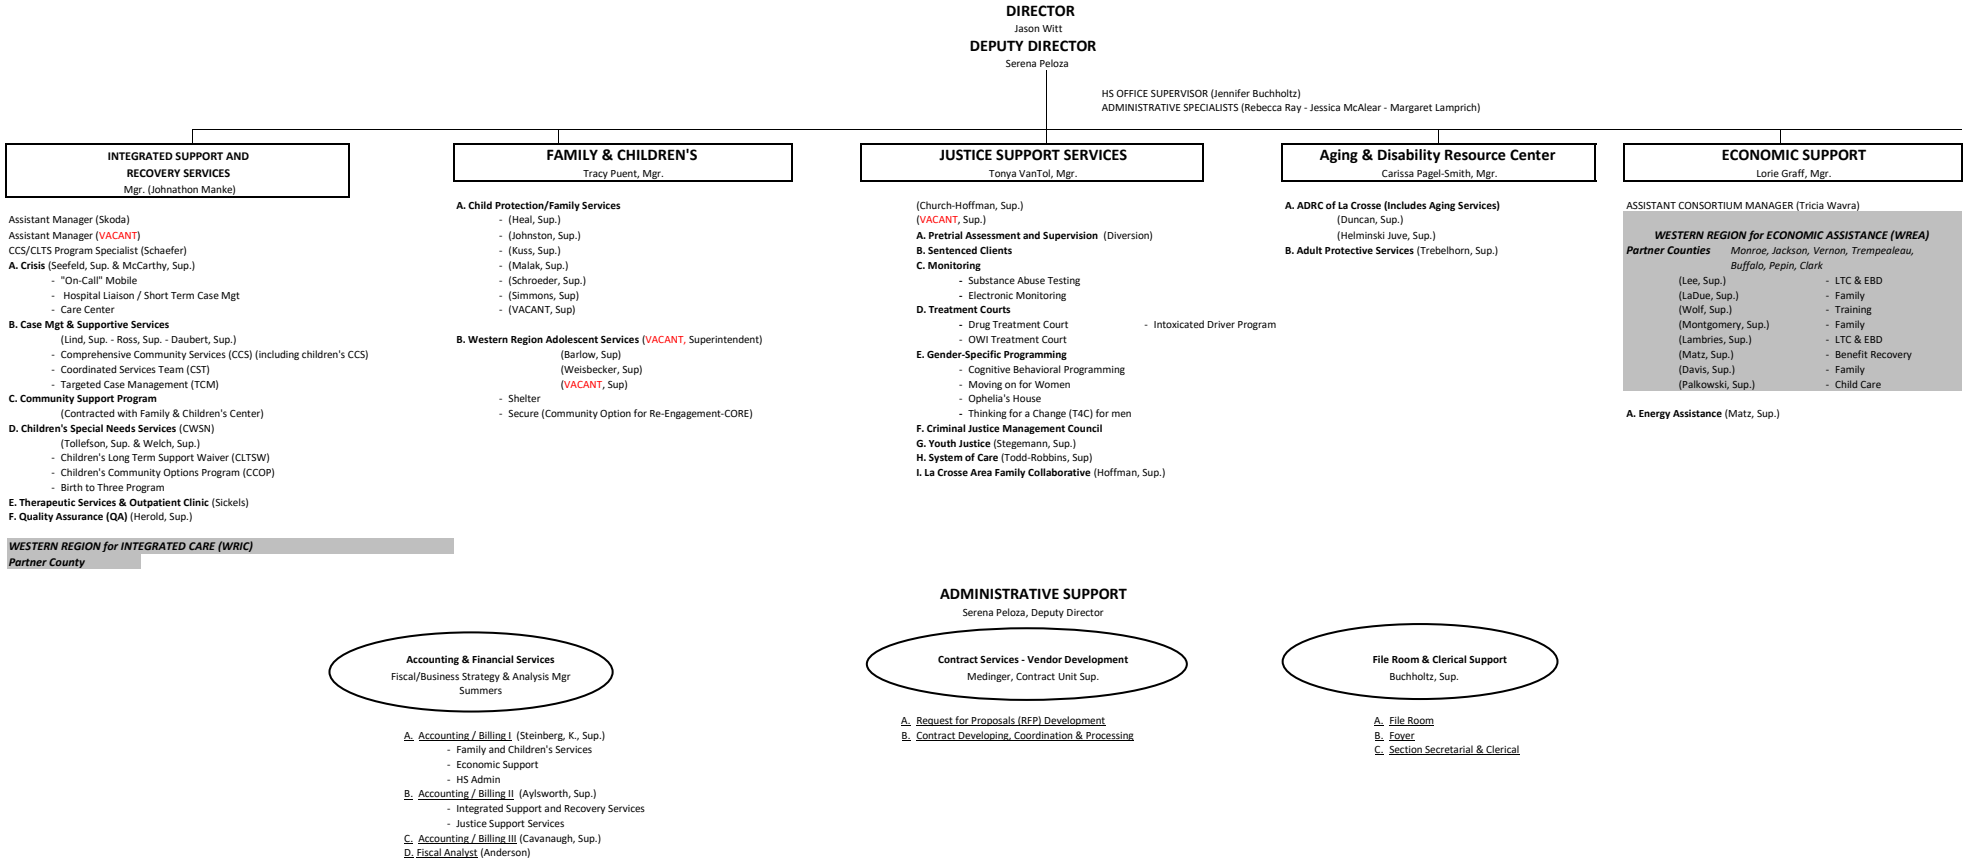 DIRECTOR
Jason Witt
DEPUTY DIRECTOR
Serena Peloza
HS OFFICE SUPERVISOR (Jennifer Buchholtz)
ADMINISTRATIVE SPECIALISTS (Rebecca Ray - Jessica McAlear - Margaret Lamprich)
INTEGRATED SUPPORT AND
RECOVERY SERVICES
Mgr. (Johnathon Manke)
Assistant Manager (Skoda)
Assistant Manager (VACANT)
CCS/CLTS Program Specialist (Schaefer)
A. Crisis (Seefeld, Sup. & McCarthy, Sup.)
- "On-Call" Mobile
- Hospital Liaison / Short Term Case Mgt
- Care Center
B. Case Mgt & Supportive Services
(Lind, Sup. - Ross, Sup. - Daubert, Sup.)
- Comprehensive Community Services (CCS) (including children's CCS)
- Coordinated Services Team (CST)
- Targeted Case Management (TCM)
C. Community Support Program
(Contracted with Family & Children's Center)
D. Children's Special Needs Services (CWSN)
(Tollefson, Sup. & Welch, Sup.)
- Children's Long Term Support Waiver (CLTSW)
- Children's Community Options Program (CCOP)
- Birth to Three Program
E. Therapeutic Services & Outpatient Clinic (Sickels)
F. Quality Assurance (QA) (Herold, Sup.)
WESTERN REGION for INTEGRATED CARE (WRIC)
Partner County
FAMILY & CHILDREN'S
Tracy Puent, Mgr.
A. Child Protection/Family Services
- (Heal, Sup.)
- (Johnston, Sup.)
- (Kuss, Sup.)
- (Malak, Sup.)
- (Schroeder, Sup.)
- (Simmons, Sup)
- (VACANT, Sup)
B. Western Region Adolescent Services (VACANT, Superintendent)
(Barlow, Sup)
(Weisbecker, Sup)
(VACANT, Sup)
- Shelter
- Secure (Community Option for Re-Engagement-CORE)
JUSTICE SUPPORT SERVICES
Tonya VanTol, Mgr.
(Church-Hoffman, Sup.)
(VACANT, Sup.)
A. Pretrial Assessment and Supervision (Diversion)
B. Sentenced Clients
C. Monitoring
- Substance Abuse Testing
- Electronic Monitoring
D. Treatment Courts
- Drug Treatment Court - Intoxicated Driver Program
- OWI Treatment Court
E. Gender-Specific Programming
- Cognitive Behavioral Programming
- Moving on for Women
- Ophelia's House
- Thinking for a Change (T4C) for men
F. Criminal Justice Management Council
G. Youth Justice (Stegemann, Sup.)
H. System of Care (Todd-Robbins, Sup)
I. La Crosse Area Family Collaborative (Hoffman, Sup.)
Aging & Disability Resource Center
Carissa Pagel-Smith, Mgr.
A. ADRC of La Crosse (Includes Aging Services)
(Duncan, Sup.)
(Helminski Juve, Sup.)
B. Adult Protective Services (Trebelhorn, Sup.)
ECONOMIC SUPPORT
Lorie Graff, Mgr.
ASSISTANT CONSORTIUM MANAGER (Tricia Wavra)
WESTERN REGION for ECONOMIC ASSISTANCE (WREA)
Partner Counties Monroe, Jackson, Vernon, Trempealeau,
Buffalo, Pepin, Clark
(Lee, Sup.) - LTC & EBD
(LaDue, Sup.) - Family
(Wolf, Sup.) - Training
(Montgomery, Sup.) - Family
(Lambries, Sup.) - LTC & EBD
(Matz, Sup.) - Benefit Recovery
(Davis, Sup.) - Family
(Palkowski, Sup.) - Child Care
A. Energy Assistance (Matz, Sup.)
ADMINISTRATIVE SUPPORT
Serena Peloza, Deputy Director
Accounting & Financial Services
Fiscal/Business Strategy & Analysis Mgr
Summers
A. Accounting / Billing I (Steinberg, K., Sup.)
- Family and Children's Services
- Economic Support
- HS Admin
B. Accounting / Billing II (Aylsworth, Sup.)
- Integrated Support and Recovery Services
- Justice Support Services
C. Accounting / Billing III (Cavanaugh, Sup.)
D. Fiscal Analyst (Anderson)
Contract Services - Vendor Development
Medinger, Contract Unit Sup.
A. Request for Proposals (RFP) Development
B. Contract Developing, Coordination & Processing
File Room & Clerical Support
Buchholtz, Sup.
A. File Room
B. Foyer
C. Section Secretarial & Clerical